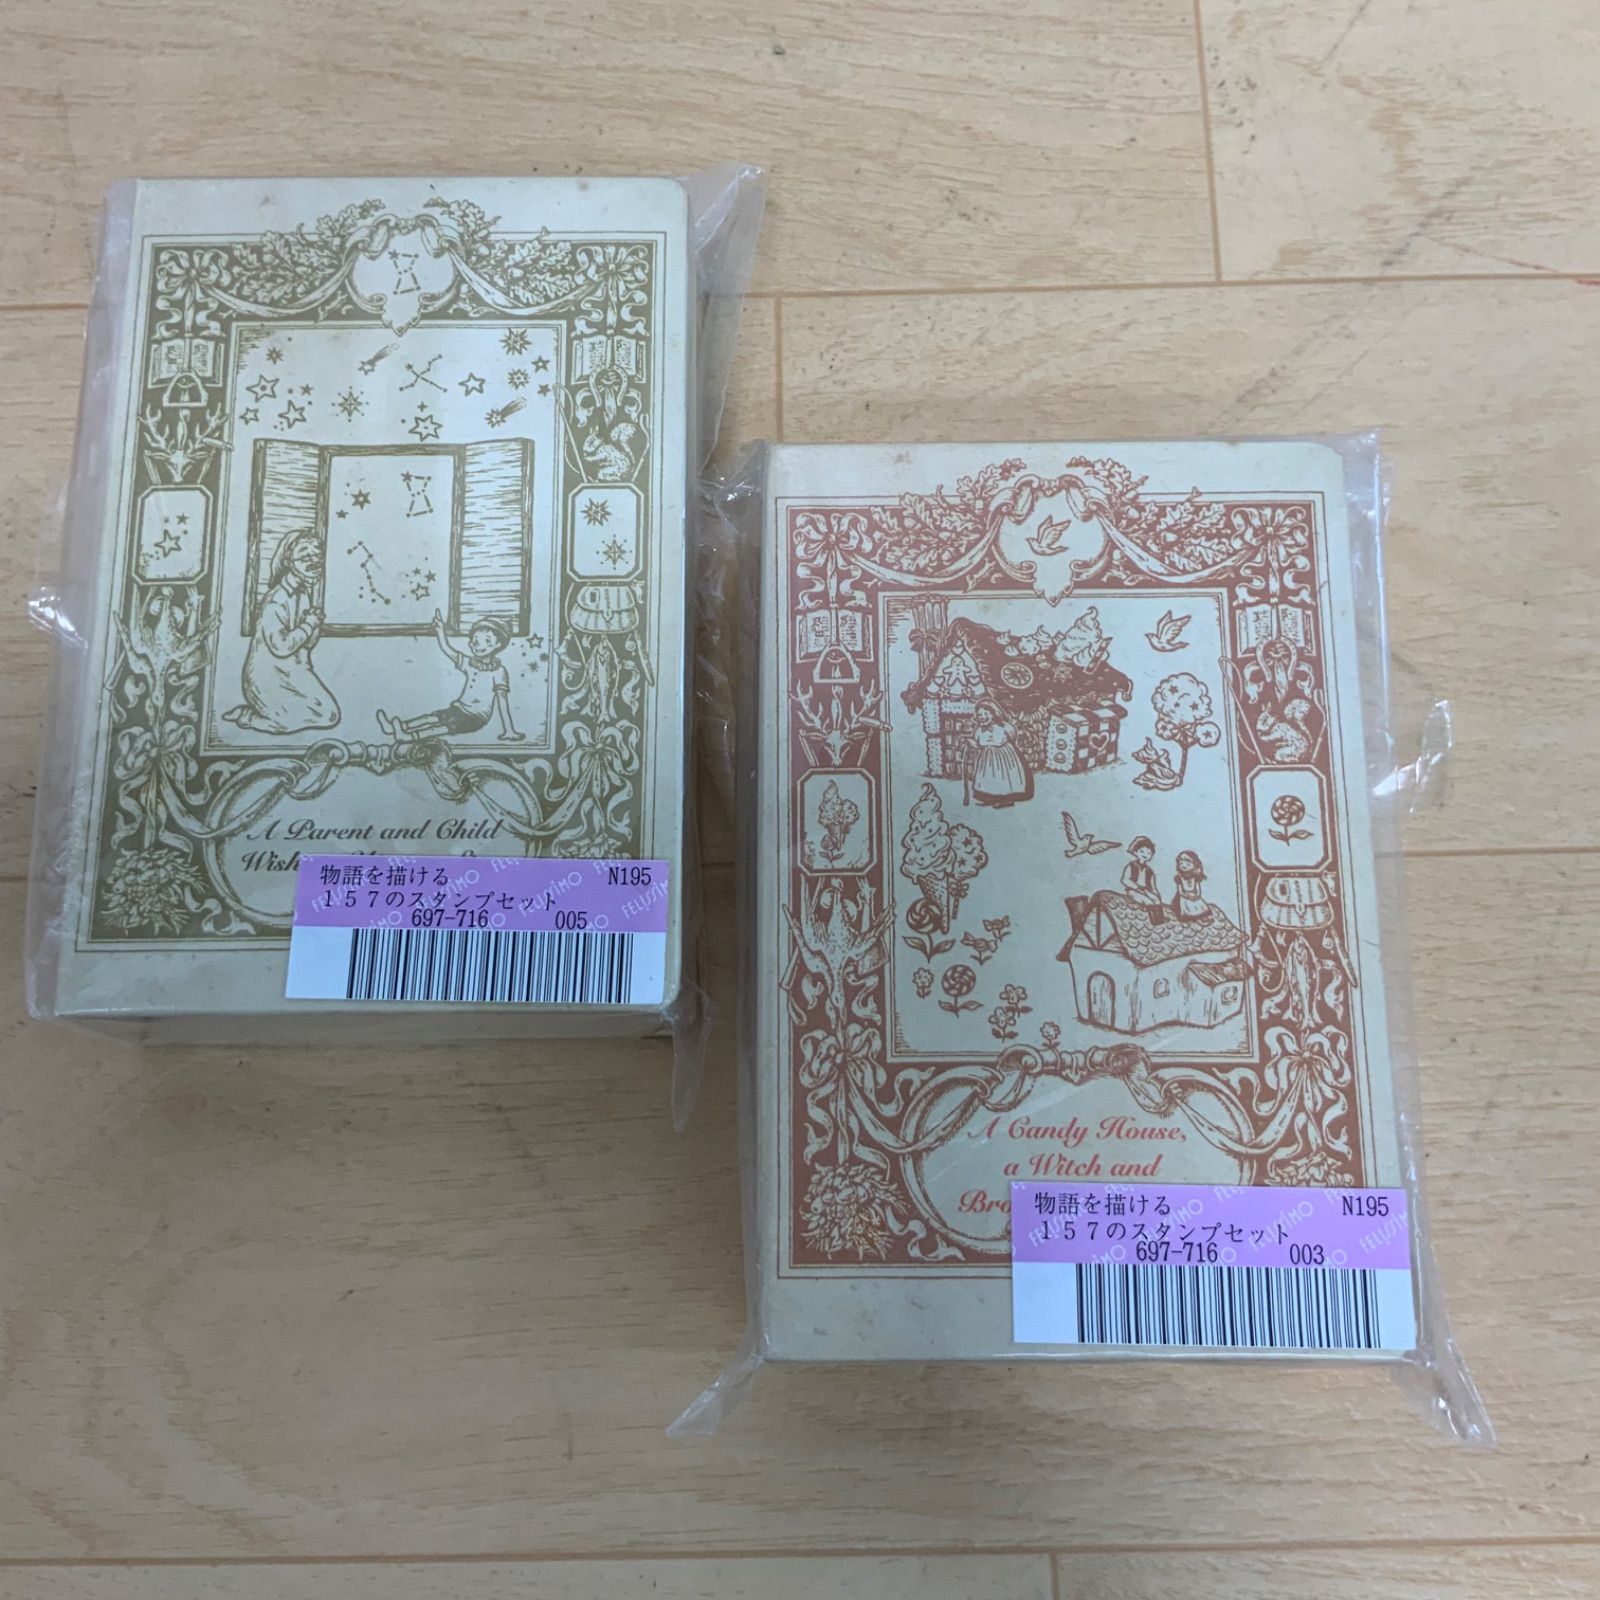 A Parent and Child
物語を描ける N195
157のスタンプセット
697-716 005
FELISSIMO
A Candy House,
a Witch and
物語を描ける N195
157のスタンプセット
697-716 003
FELISSIMO